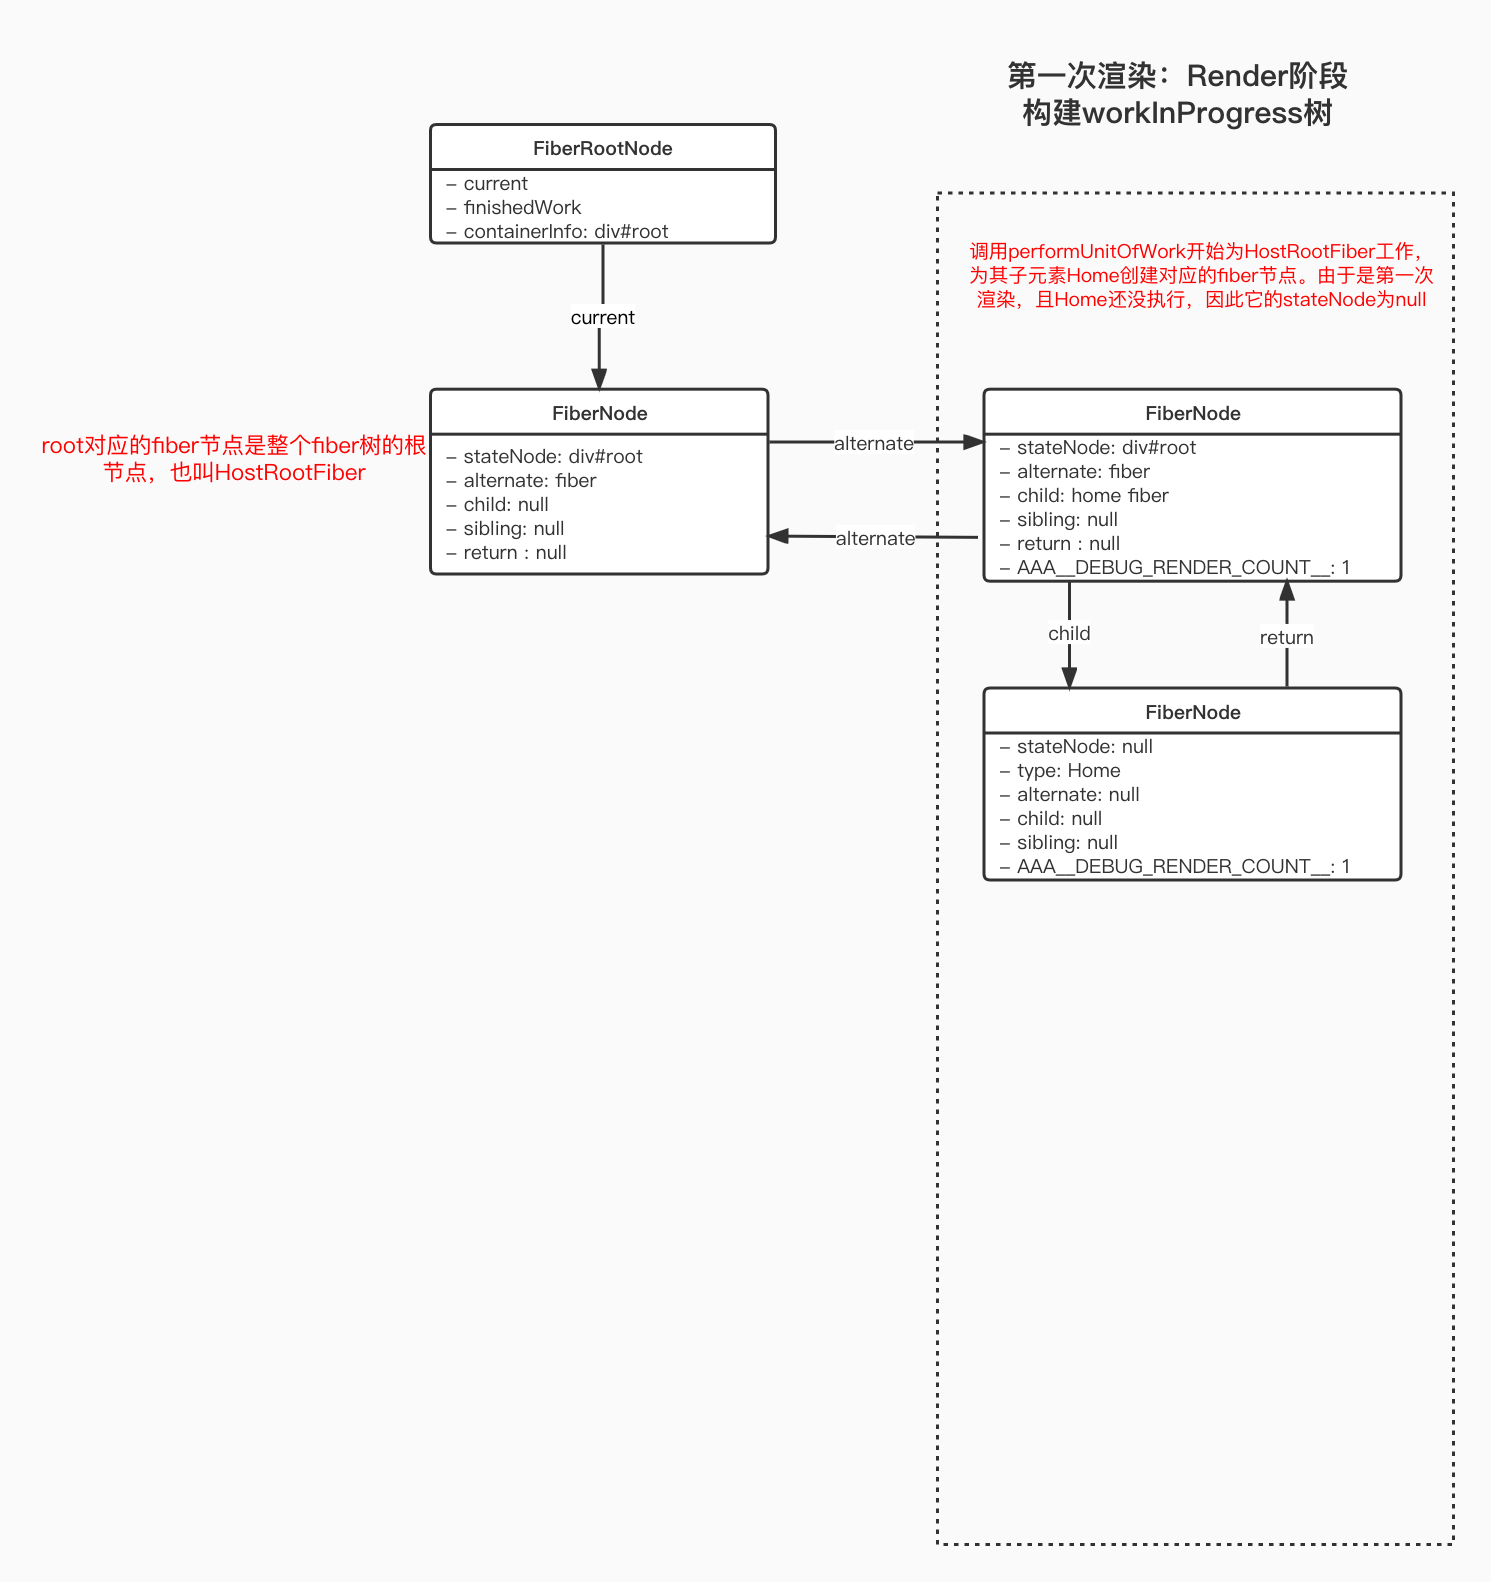 第一次渲染：Render阶段
构建workInProgress树
FiberRootNode
– current
– finishedWork
– containerInfo: div#root
current
调用performUnitOfWork开始为HostRootFiber工作，
为其子元素Home创建对应的fiber节点。由于是第一次
渲染，且Home还没执行，因此它的stateNode为null
root对应的fiber节点是整个fiber树的根
节点，也叫HostRootFiber
FiberNode
– stateNode: div#root
– alternate: fiber
– child: null
– sibling: null
– return : null
alternate
alternate
FiberNode
– stateNode: div#root
– alternate: fiber
– child: home fiber
– sibling: null
– return : null
– AAA__DEBUG_RENDER_COUNT__: 1
child
return
FiberNode
– stateNode: null
– type: Home
– alternate: null
– child: null
– sibling: null
– AAA__DEBUG_RENDER_COUNT__: 1